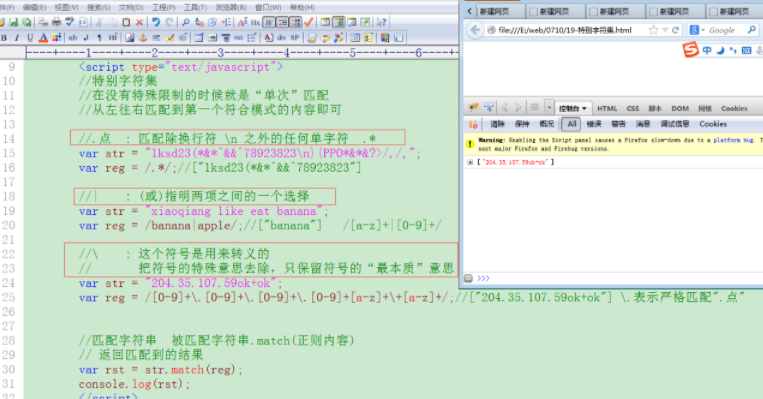 件(F) 编辑(E) 视图(V) 搜索(S) 文档(D) 工程(P) 工具(T) 浏览器(B) 窗口(W) 帮助(H)
----+----1----+----2----+----3----+----4----+----5----+----6----+
9 <script type="text/javascript">
10 //特别字符集
11 //在没有特殊限制的时候就是“单次”匹配
12 //从左往右匹配到第一个符合模式的内容即可
13
14 //.点 : 匹配除换行符 \n 之外的任何单字符 .*
15 var str = "lksd23(*&*^&&^78923823\n){PPO*&*&?>/,/,";
16 var reg = /.*/;//["lksd23(*&*^&&^78923823"]
17
18 //| : (或)指明两项之间的一个选择
19 var str = "xiaoqiang like eat banana";
20 var reg = /banana|apple/;//["banana"] /[a-z]+|[0-9]+/
21
22 //\ : 这个符号是用来转义的
23 // 把符号的特殊意思去除，只保留符号的“最本质”意思
24 var str = "204.35.107.59ok+ok";
25 var reg = /[0-9]+\.[0-9]+\.[0-9]+\.[0-9]+[a-z]+\+[a-z]+/;//["204.35.107.59ok+ok"] \.表示严格匹配".点"
26
27
28 //匹配字符串 被匹配字符串.match(正则内容)
29 // 返回匹配到的结果
30 var rst = str.match(reg);
31 console.log(rst);
32 </script>
新建网页 新建网页 新建网页 新建网页 新建网页
file:///E:/web/0710/19-特别字符集.html
Google
中
控制台 HTML CSS 脚本 DOM 网络 Cookies
清除 保持 概况 All 错误 警告 消息 调试信息 Cookies
Warning: Enabling the Script panel causes a Firefox slow-down due to a platform bug. T
next major Firefox and Firebug versions.
["204.35.107.59ok+ok"]
>>>